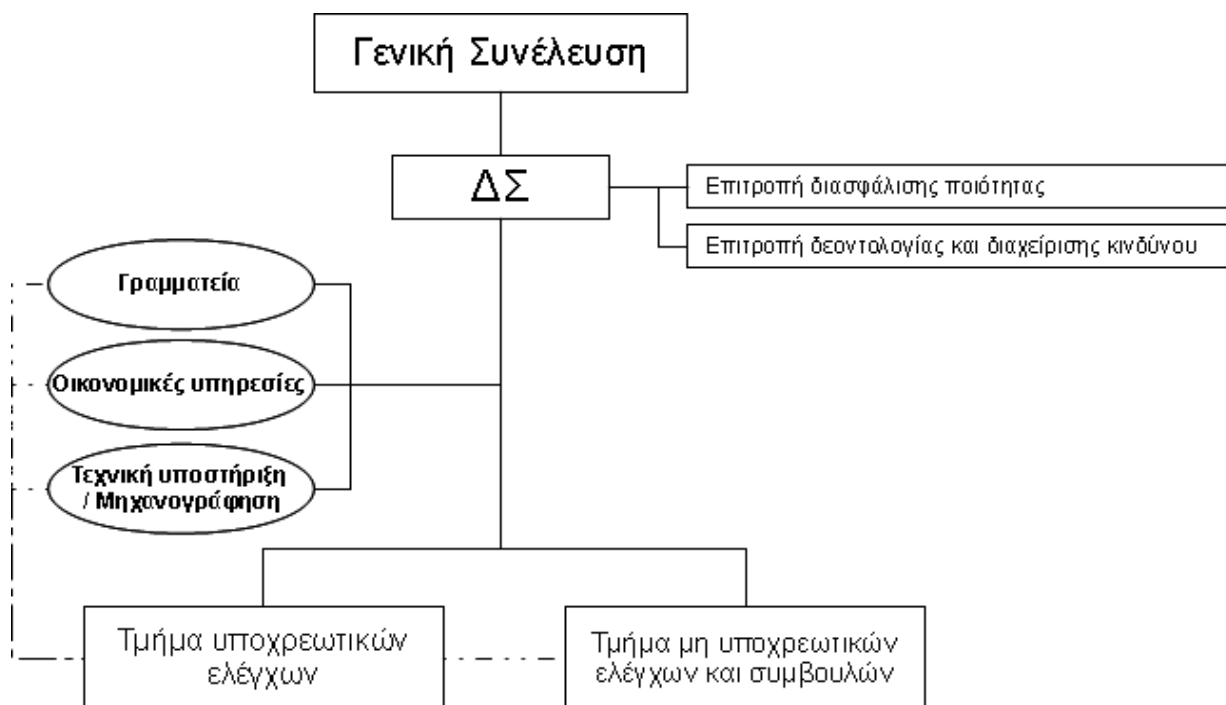 Γενική Συνέλευση
ΔΣ
Επιτροπή διασφάλισης ποιότητας
Επιτροπή δεοντολογίας και διαχείρισης κινδύνου
Γραμματεία
Οικονομικές υπηρεσίες
Τεχνική υποστήριξη
/ Μηχανογράφηση
Τμήμα υποχρεωτικών
ελέγχων
Τμήμα μη υποχρεωτικών
ελέγχων και συμβουλών